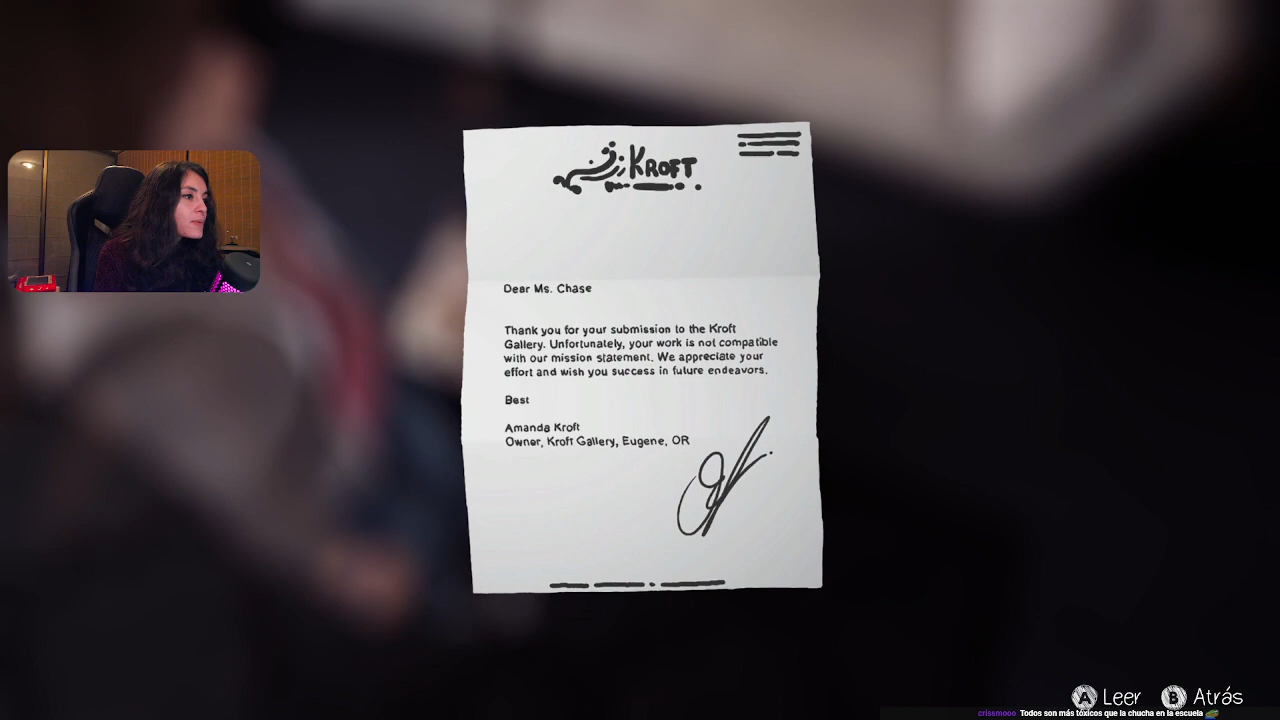 KROFT
Dear Ms. Chase
Thank you for your submission to the Kroft
Gallery. Unfortunately, your work is not compatible
with our mission statement. We appreciate your
effort and wish you success in future endeavors.
Best
Amanda Kroft
Owner, Kroft Gallery, Eugene, OR
A Leer B Atrás
crissmooo Todos son más tóxicos que la chucha en la escuela